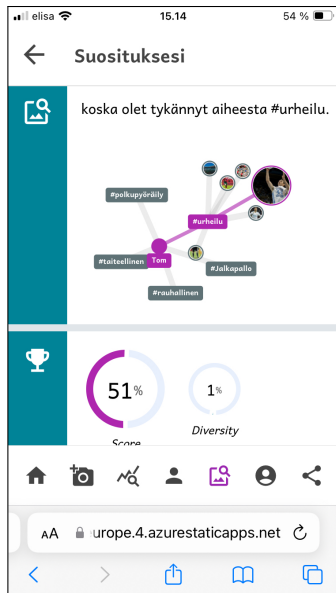 elisa 15.14 54 %
Suosituksesi
koska olet tykännyt aiheesta #urheilu.
#polkupyöräily
#urheilu
#taiteellinen
Tom
#Jalkapallo
#rauhallinen
51%
1%
Diversity
Score
AA urope.4.azurestaticapps.net